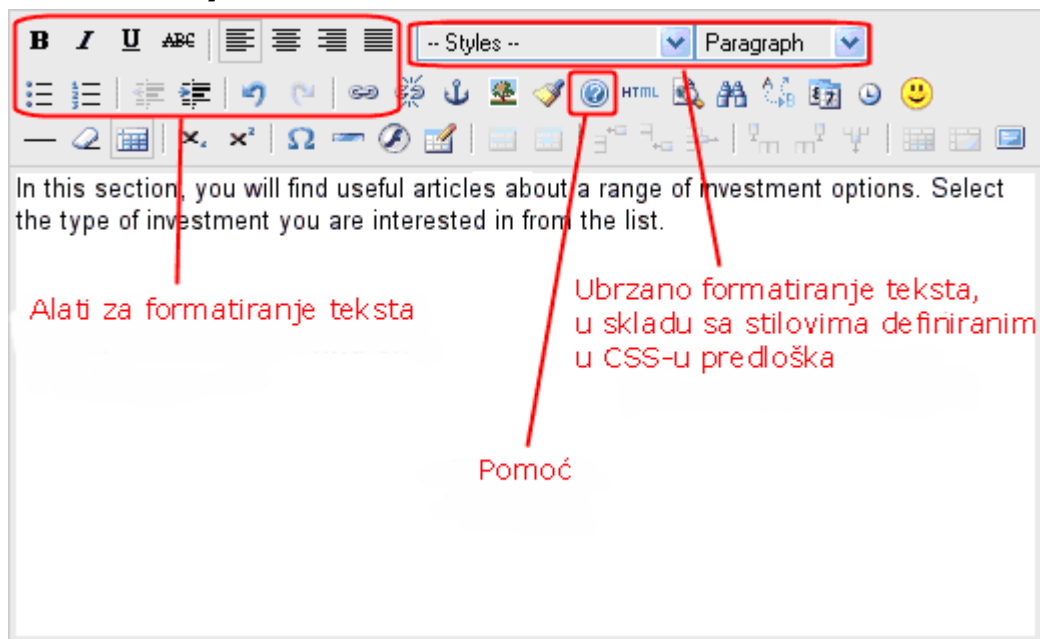 B I U ABC -- Styles -- Paragraph
HTML
In this section, you will find useful articles about a range of investment options. Select
the type of investment you are interested in from the list.
Alati za formatiranje teksta
Ubrzano formatiranje teksta,
u skladu sa stilovima definiranim
u CSS-u predloška
Pomoć